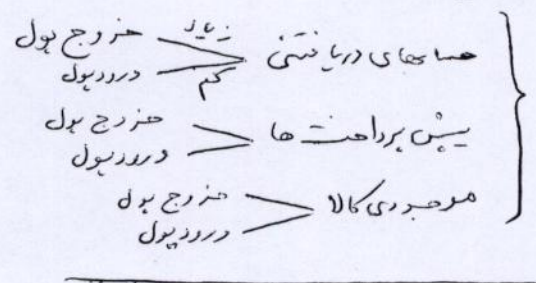 حسابهای دریافتنی زیاد خروج پول
کم ورود پول
پیش پرداخت ها خروج پول
ورود پول
موجودی کالا خروج پول
ورود پول